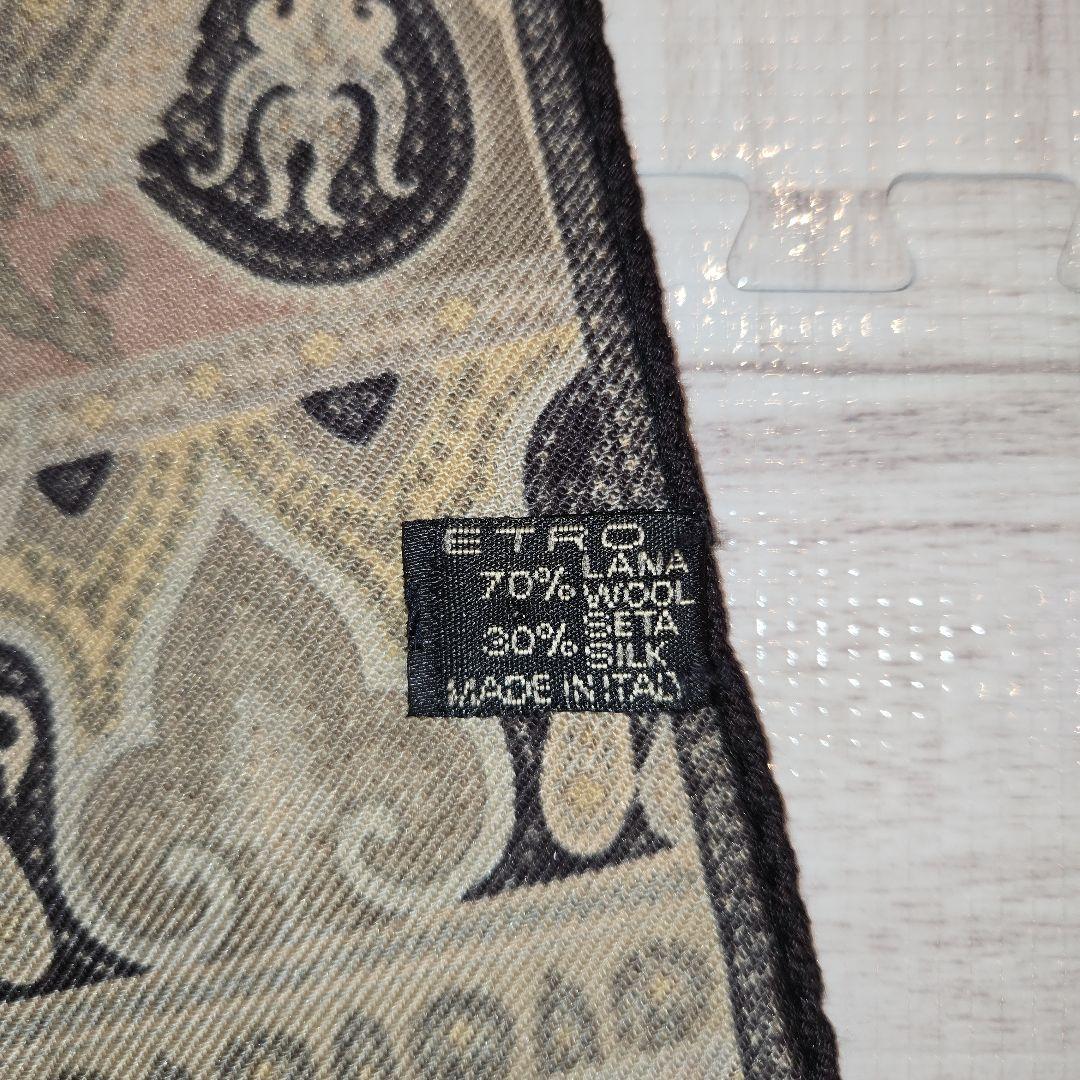 ETRO
70% LANA
WOOL
30% SETA
SILK
MADE IN ITALY